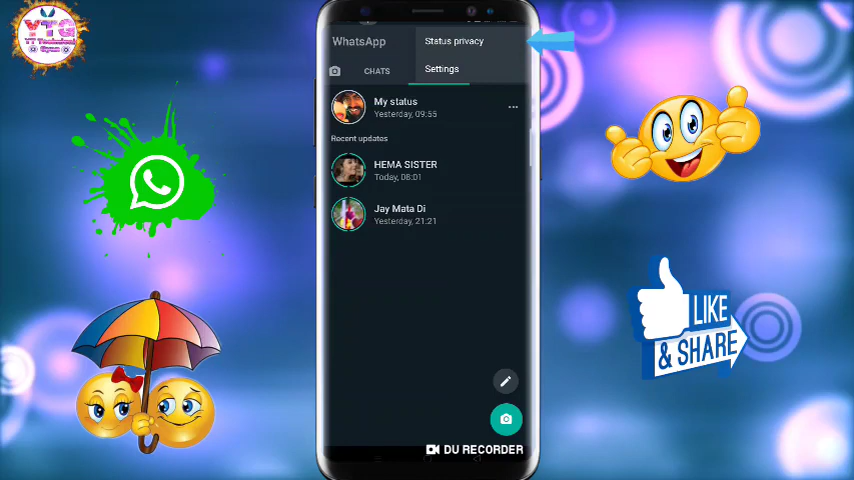 YTG
WhatsApp
Status privacy
Settings
CHATS
My status
Yesterday, 09:55
Recent updates
HEMA SISTER
Today, 08:01
Jay Mata Di
Yesterday, 21:21
DU RECORDER
LIKE
& SHARE